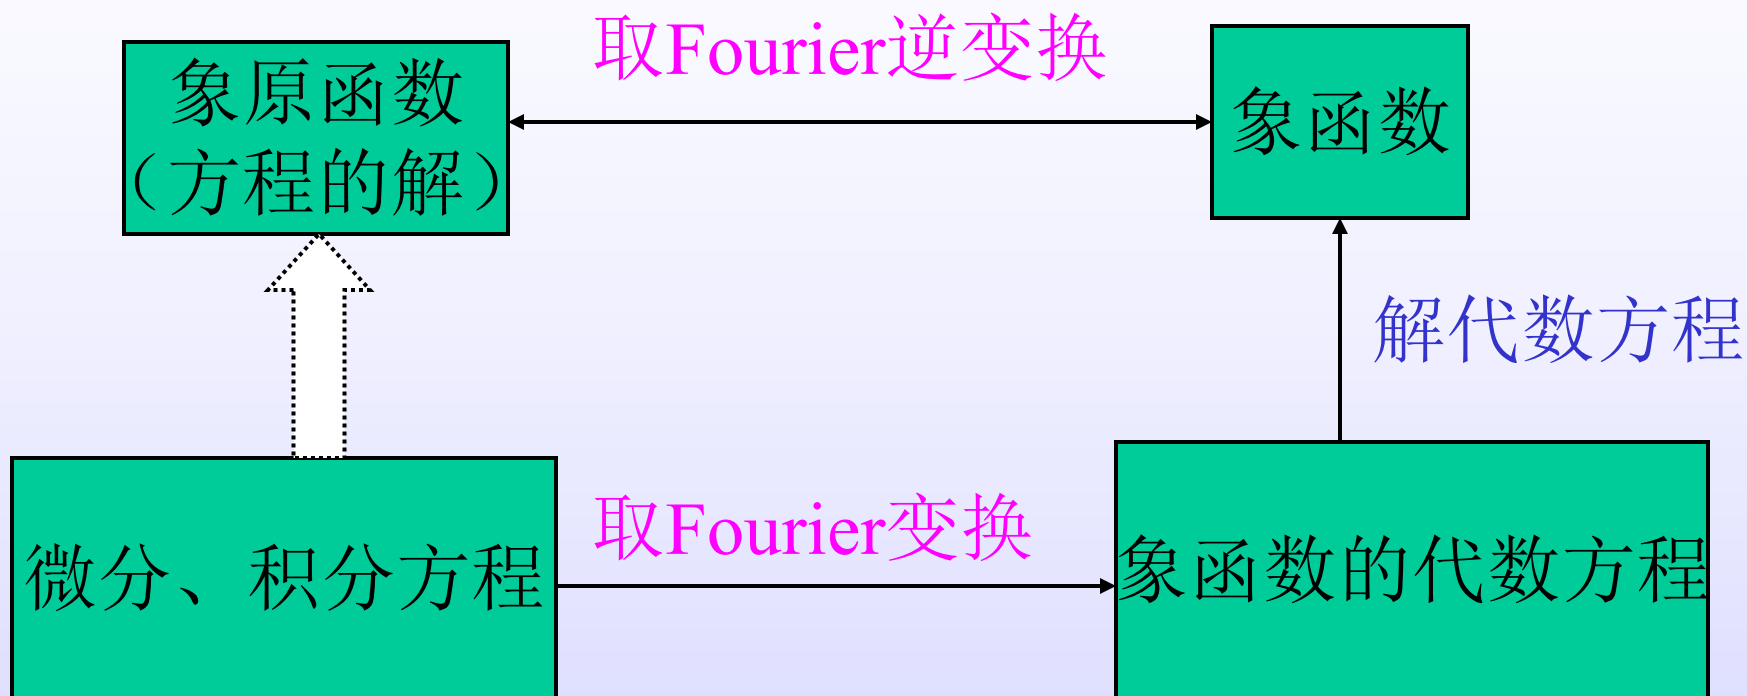 取Fourier逆变换
象原函数
（方程的解）
象函数
解代数方程
取Fourier变换
微分、积分方程
象函数的代数方程